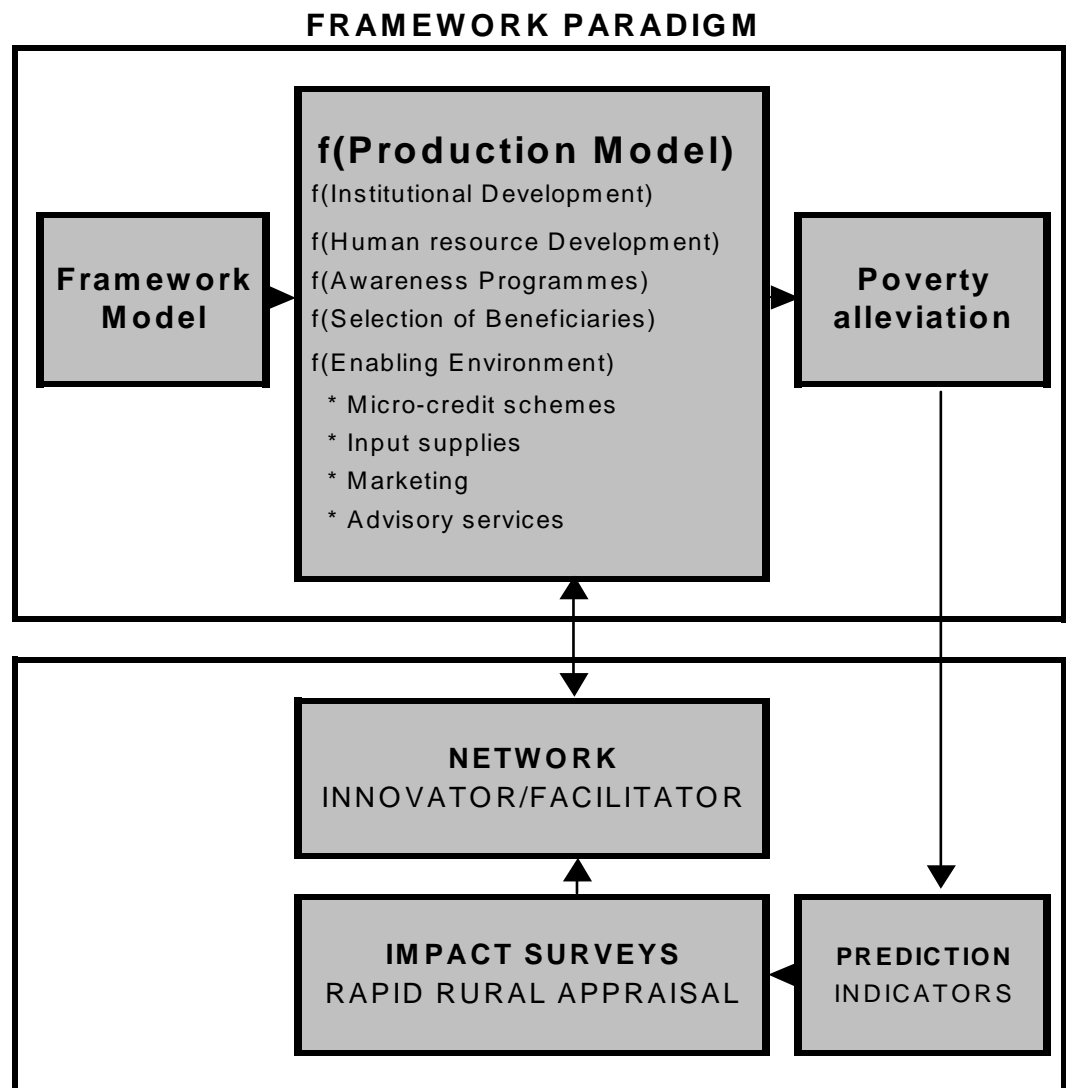 FRAMEWORK PARADIGM
Framework
Model
f(Production Model)
f(Institutional Development)
f(Human resource Development)
f(Awareness Programmes)
f(Selection of Beneficiaries)
f(Enabling Environment)
* Micro-credit schemes
* Input supplies
* Marketing
* Advisory services
Poverty
alleviation
NETWORK
INNOVATOR/FACILITATOR
IMPACT SURVEYS
RAPID RURAL APPRAISAL
PREDICTION
INDICATORS